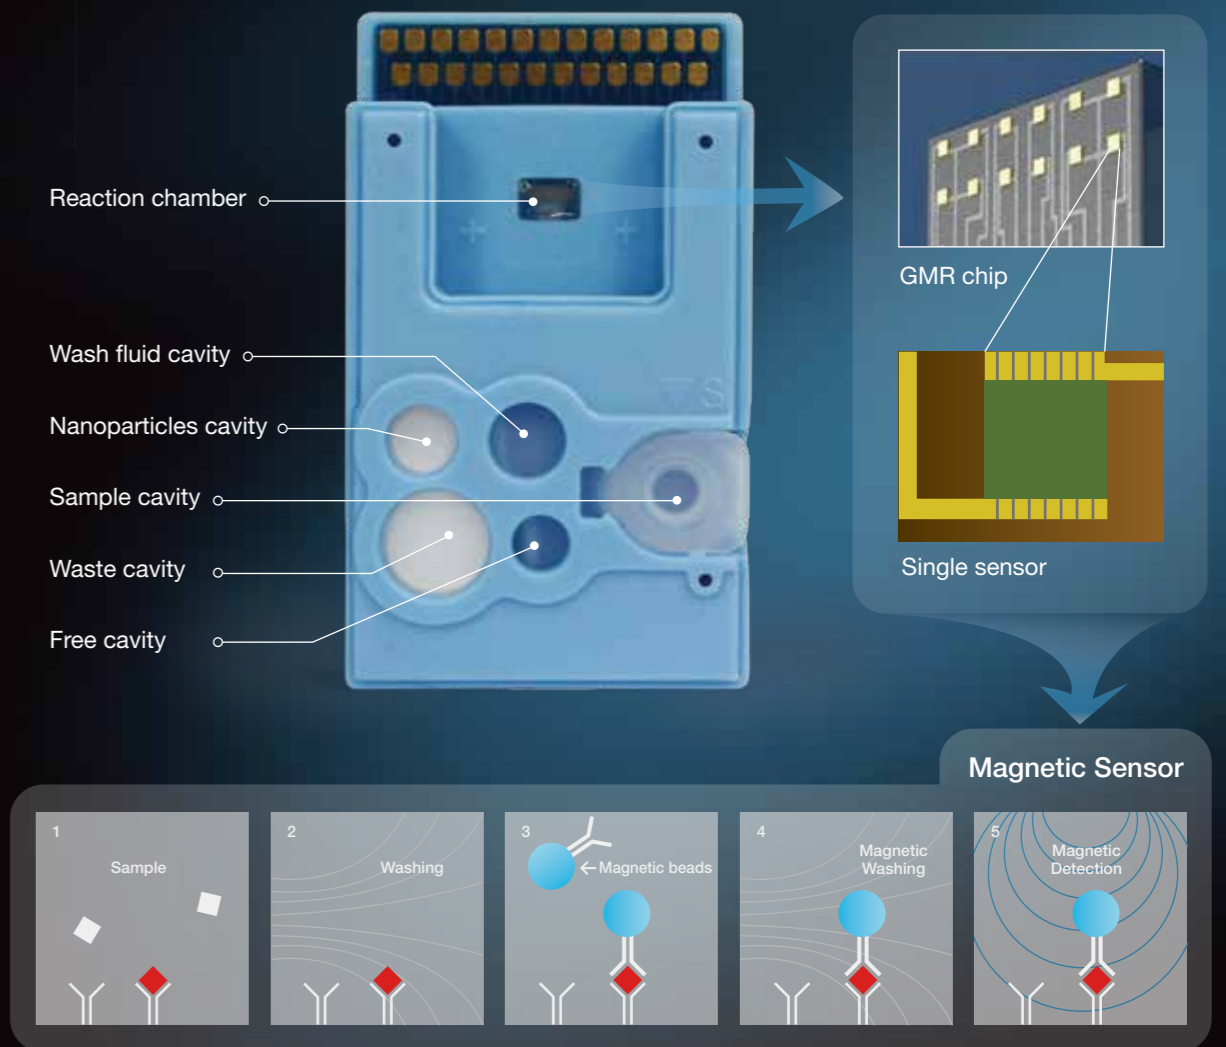 Reaction chamber
Wash fluid cavity
Nanoparticles cavity
Sample cavity
Waste cavity
Free cavity
S
GMR chip
Single sensor
Magnetic Sensor
1
Sample
2
Washing
3
Magnetic beads
4
Magnetic
Washing
5
Magnetic
Detection